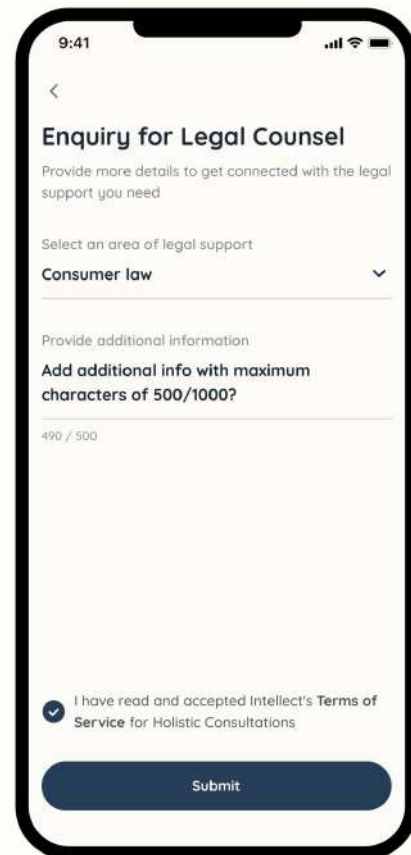 9:41
Enquiry for Legal Counsel
Provide more details to get connected with the legal
support you need
Select an area of legal support
Consumer law
Provide additional information
Add additional info with maximum
characters of 500/1000?
490 / 500
I have read and accepted Intellect's Terms of
Service for Holistic Consultations
Submit